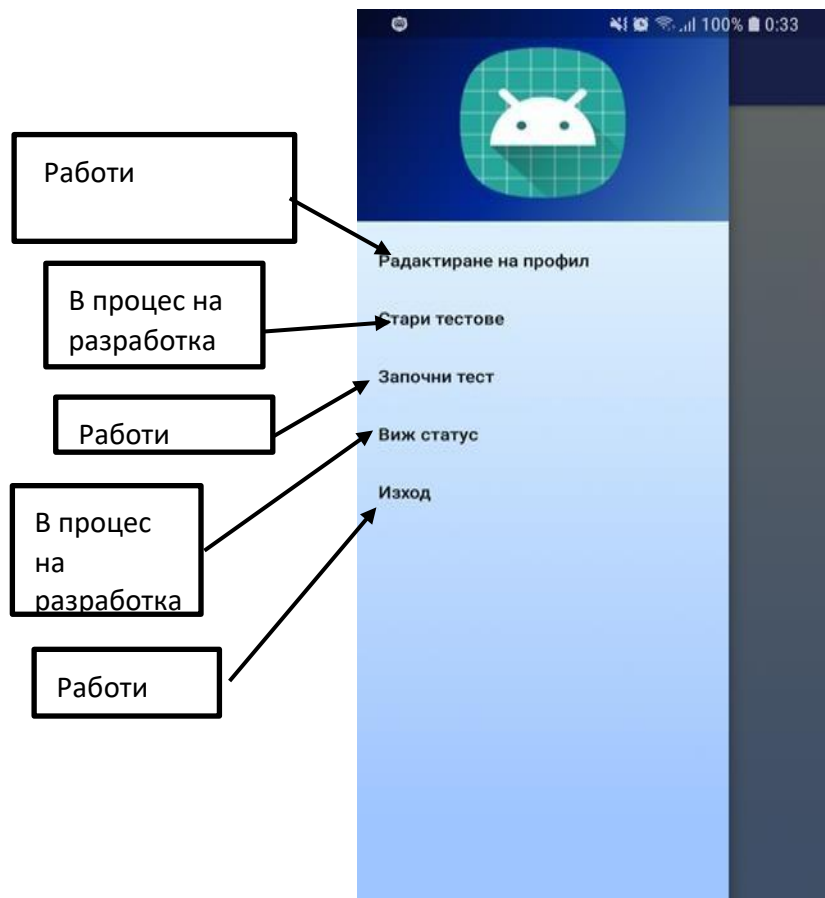 100% 0:33
Работи
Радактиране на профил
В процес на
разработка
Стари тестове
Започни тест
Работи
Виж статус
В процес
на
разработка
Изход
Работи